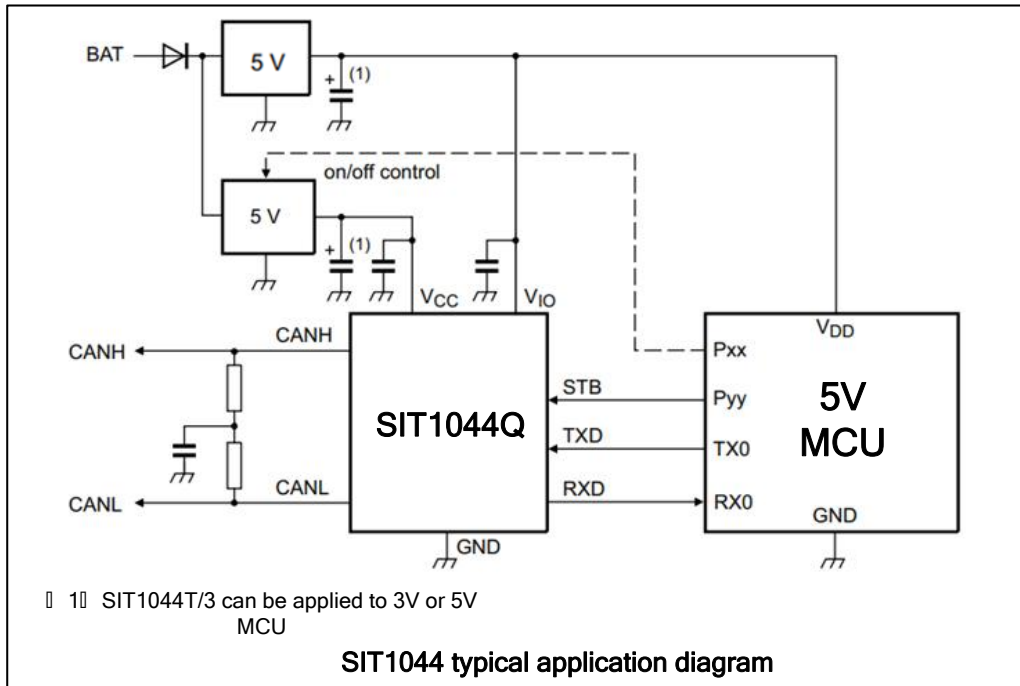 BAT
5 V
(1)
+
on/off control
5 V
(1)
+
VCC
VIO
VDD
CANH
CANH
Pxx
STB
Pyy
5V
MCU
SIT1044Q
TXD
TX0
CANL
CANL
RXD
RX0
GND
GND
1 SIT1044T/3 can be applied to 3V or 5V
MCU
SIT1044 typical application diagram